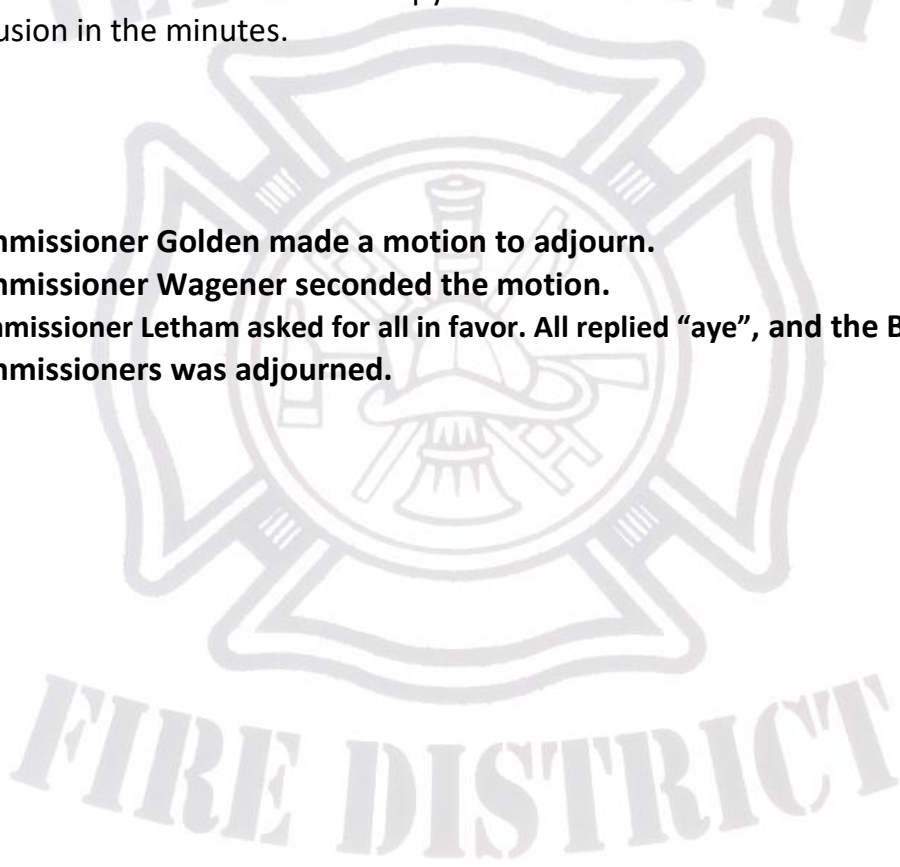 usion in the minutes.
mmissioner Golden made a motion to adjourn.
mmissioner Wagener seconded the motion.
mmissioner Letham asked for all in favor. All replied “aye”, and the B
mmissioners was adjourned.
FIRE DISTRICT